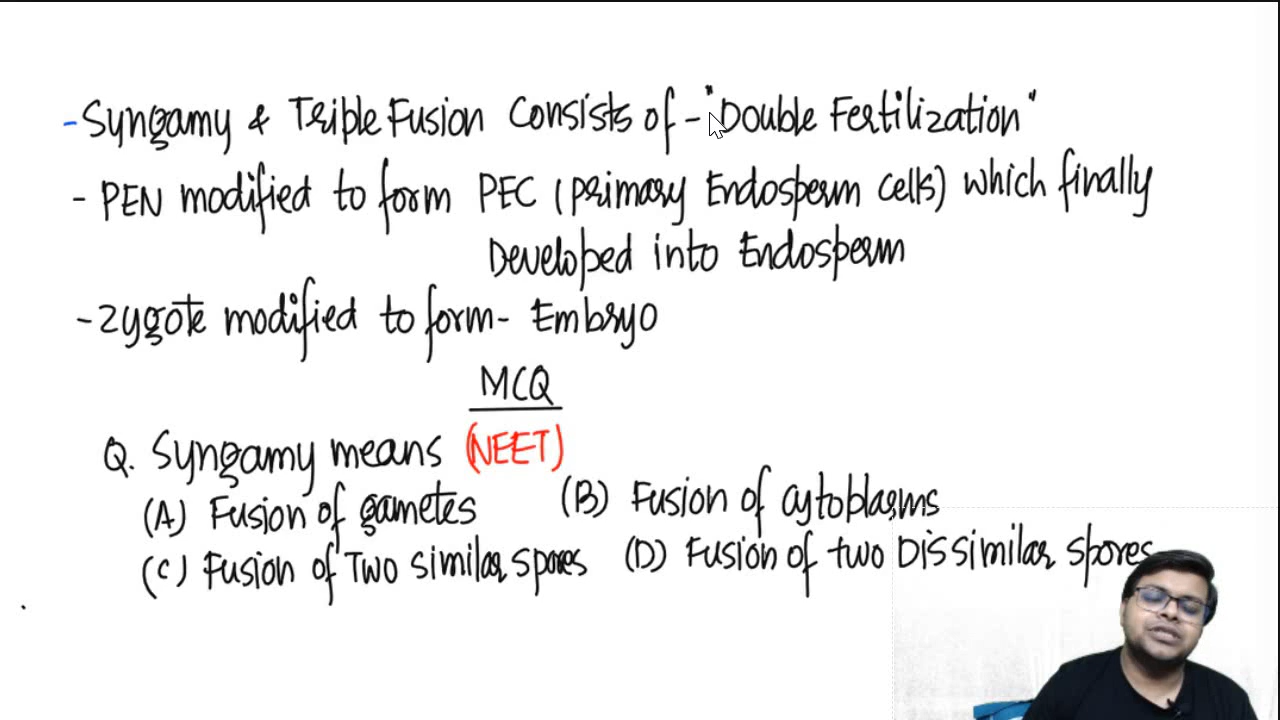 - Syngamy & Triple Fusion Consists of - "Double Fertilization"
- PEN modified to form PEC (Primary Endosperm Cells) which finally
Developed into Endosperm
- Zygote modified to form - Embryo
MCQ
Q. Syngamy means (NEET)
(A) Fusion of gametes (B) Fusion of cytoplasms
(C) Fusion of Two similar spores (D) Fusion of two Dissimilar spores